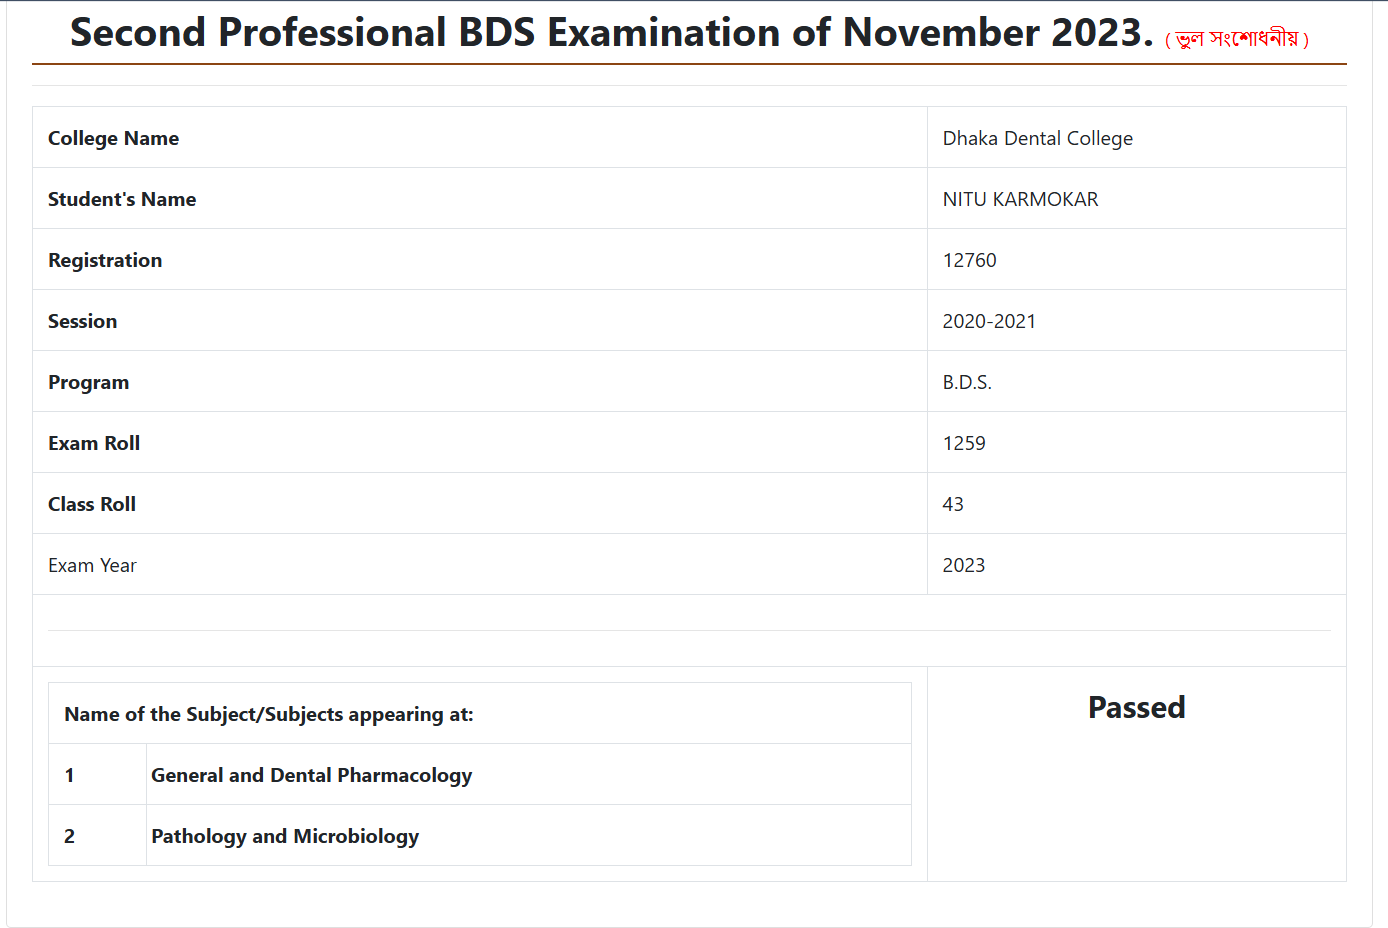 Second Professional BDS Examination of November 2023. ( ভুল সংশোধনীয় )
College Name Dhaka Dental College
Student's Name NITU KARMOKAR
Registration 12760
Session 2020-2021
Program B.D.S.
Exam Roll 1259
Class Roll 43
Exam Year 2023
Name of the Subject/Subjects appearing at:
Passed
1 General and Dental Pharmacology
2 Pathology and Microbiology